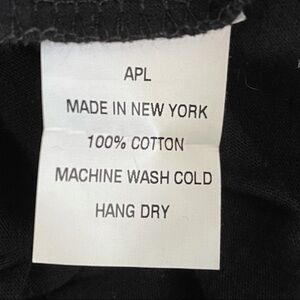 APL
MADE IN NEW YORK
100% COTTON
MACHINE WASH COLD
HANG DRY